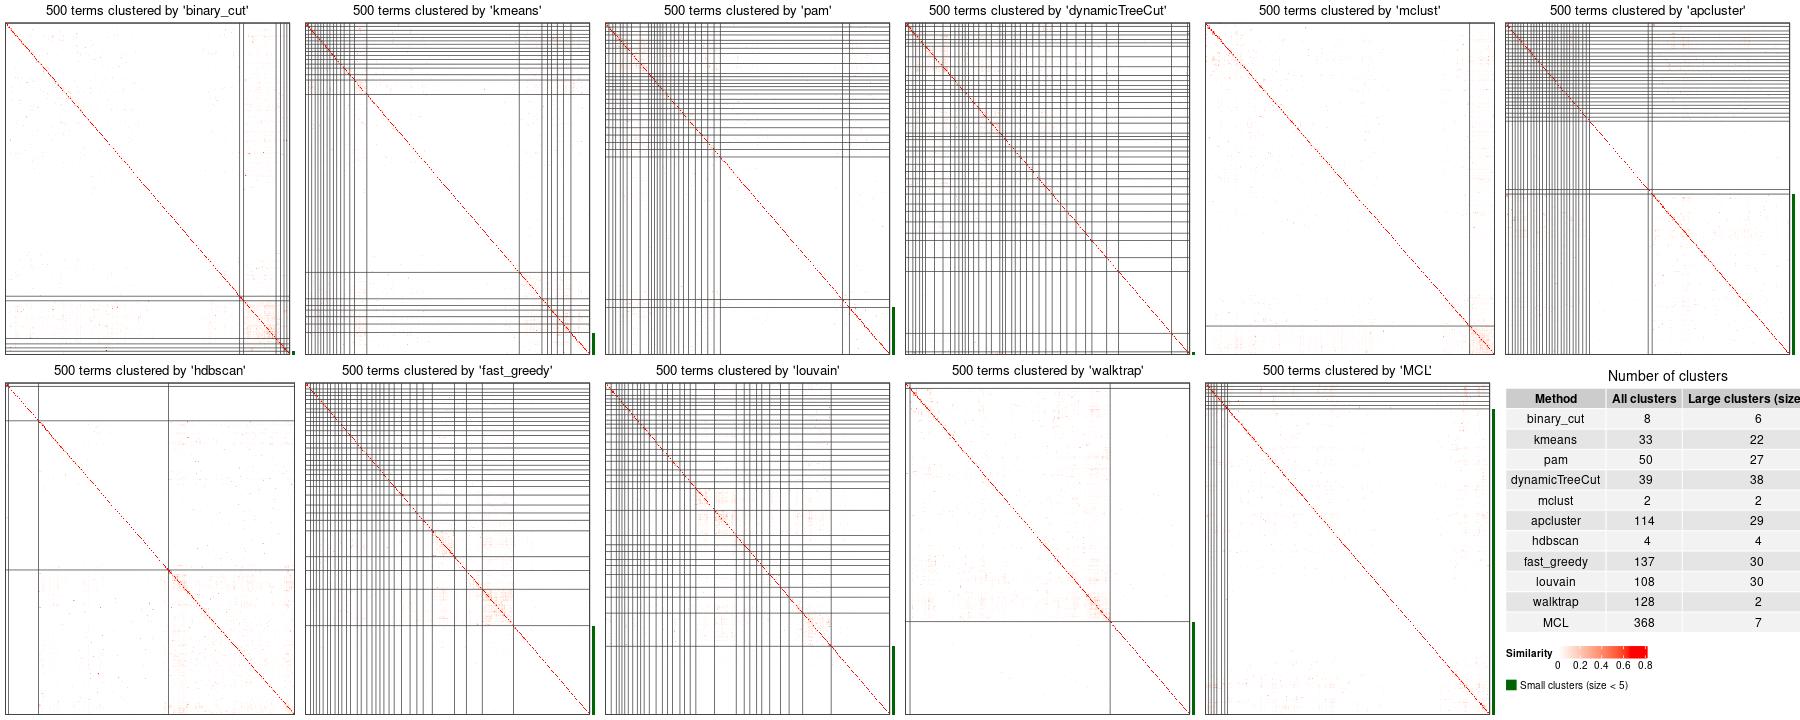 500 terms clustered by 'binary_cut'
500 terms clustered by 'kmeans'
500 terms clustered by 'pam'
500 terms clustered by 'dynamicTreeCut'
500 terms clustered by 'mclust'
500 terms clustered by 'apcluster'
500 terms clustered by 'hdbscan'
500 terms clustered by 'fast_greedy'
500 terms clustered by 'louvain'
500 terms clustered by 'walktrap'
500 terms clustered by 'MCL'
Number of clusters
Method All clusters Large clusters (size
binary_cut 8 6
kmeans 33 22
pam 50 27
dynamicTreeCut 39 38
mclust 2 2
apcluster 114 29
hdbscan 4 4
fast_greedy 137 30
louvain 108 30
walktrap 128 2
MCL 368 7
Similarity
0 0.2 0.4 0.6 0.8
Small clusters (size < 5)